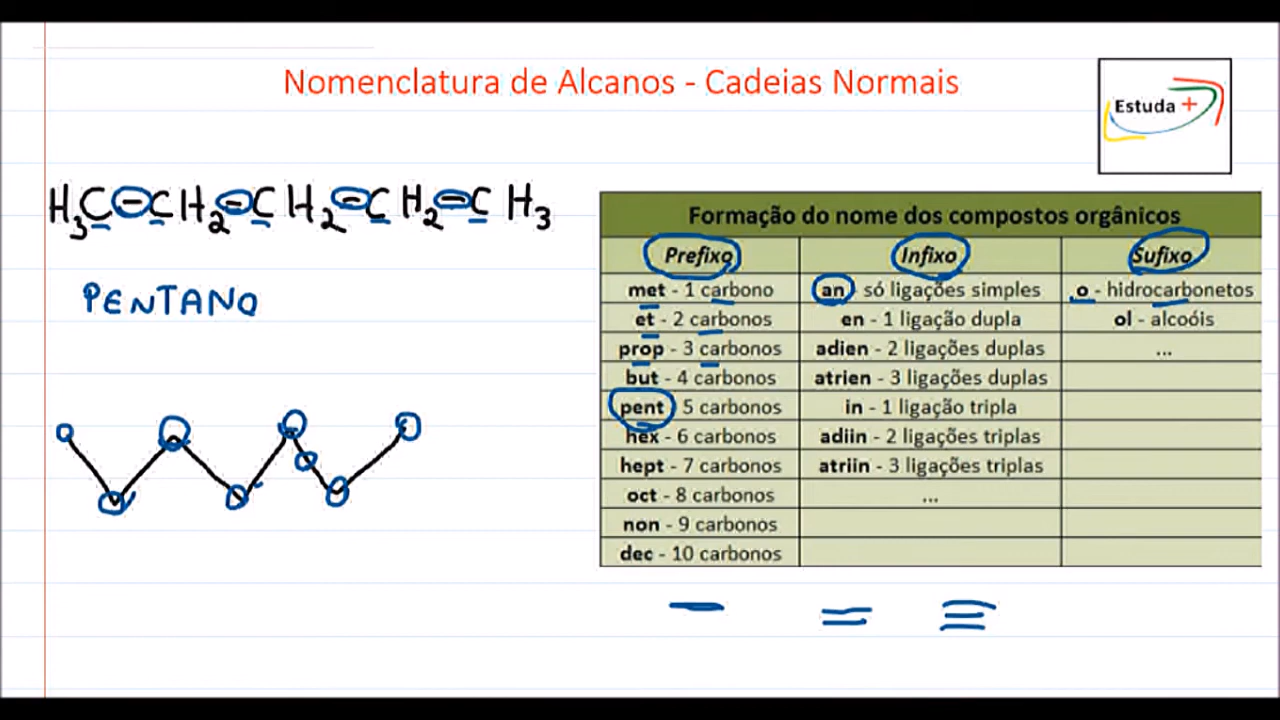 Nomenclatura de Alcanos - Cadeias Normais
Estuda +
H₃C-CH₂-CH₂-CH₂-CH₃
PENTANO
Formação do nome dos compostos orgânicos
Prefixo Infixo Sufixo
met - 1 carbono an só ligações simples o - hidrocarbonetos
et - 2 carbonos en - 1 ligação dupla ol - alcoóis
prop - 3 carbonos adien - 2 ligações duplas ...
but - 4 carbonos atrien - 3 ligações duplas
pent 5 carbonos in - 1 ligação tripla
hex - 6 carbonos adiin - 2 ligações triplas
hept - 7 carbonos atriin - 3 ligações triplas
oct - 8 carbonos ...
non - 9 carbonos
dec - 10 carbonos